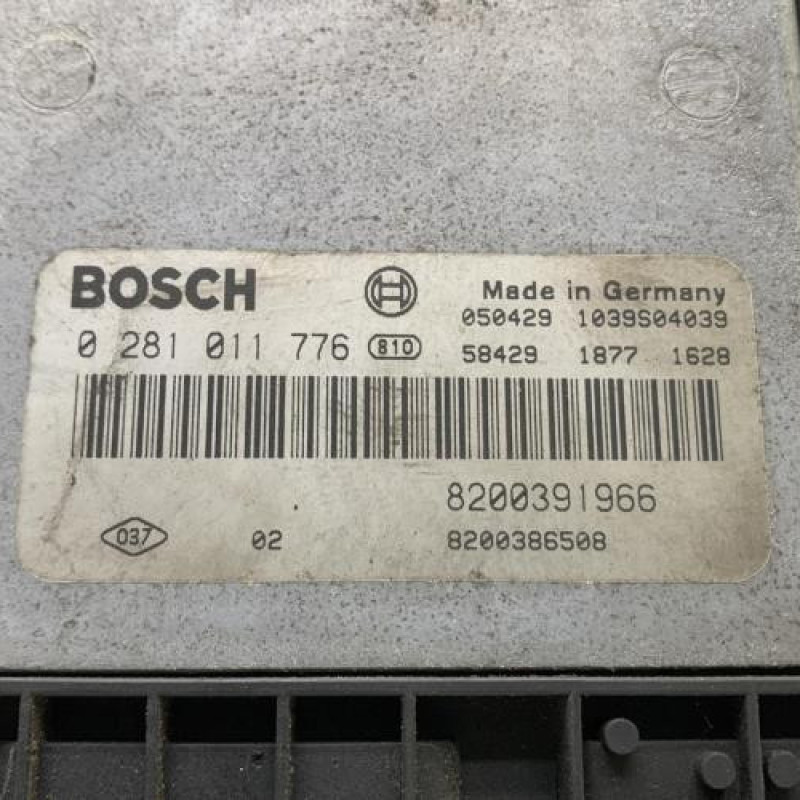 BOSCH
Made in Germany
050429 1039S04039
0 281 011 776 810
58429 1877 1628
8200391966
037 02 8200386508